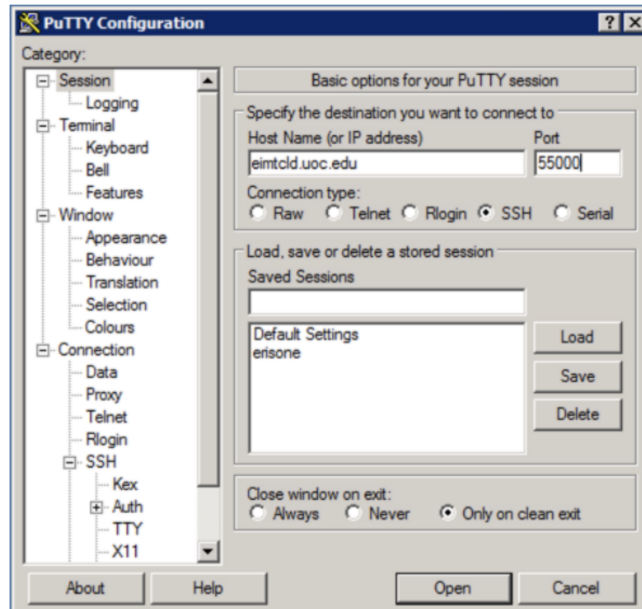 PuTTY Configuration
Category:
Session
Logging
Terminal
Keyboard
Bell
Features
Window
Appearance
Behaviour
Translation
Selection
Colours
Connection
Data
Proxy
Telnet
Rlogin
SSH
Kex
Auth
TTY
X11
Basic options for your PuTTY session
Specify the destination you want to connect to
Host Name (or IP address) Port
eimtcld.uoc.edu 55000
Connection type:
Raw Telnet Rlogin SSH Serial
Load, save or delete a stored session
Saved Sessions
Default Settings
erisone
Load
Save
Delete
Close window on exit:
Always Never Only on clean exit
About Help Open Cancel